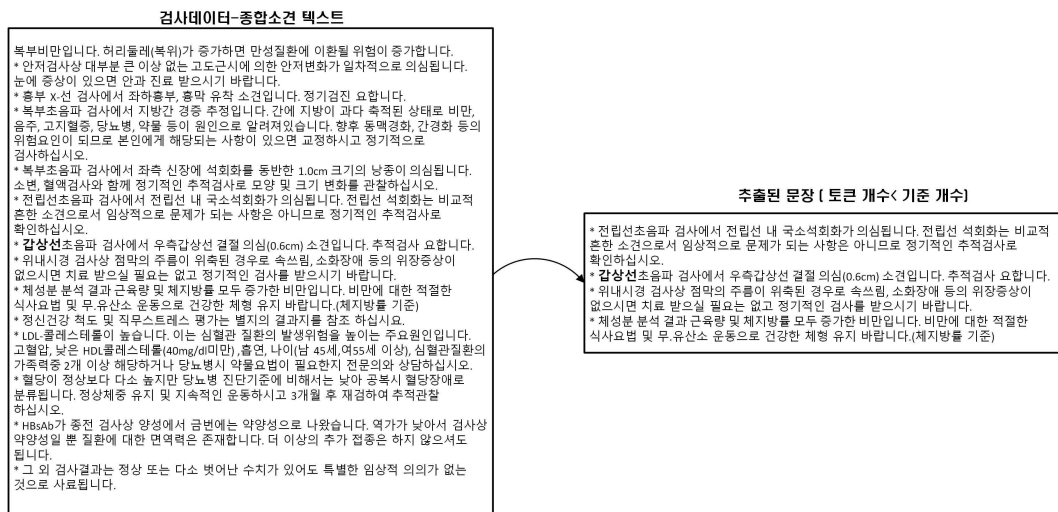 검사데이터-종합소견 텍스트
복부비만입니다. 허리둘레(복위)가 증가하면 만성질환에 이환될 위험이 증가합니다.
* 안저검사상 대부분 큰 이상 없는 고도근시에 의한 안저변화가 일차적으로 의심됩니다.
눈에 증상이 있으면 안과 진료 받으시기 바랍니다.
* 흉부 X-선 검사에서 좌하흉부, 흉막 유착 소견입니다. 정기검진 요합니다.
* 복부초음파 검사에서 지방간 경증 추정입니다. 간에 지방이 과다 축적된 상태로 비만,
음주, 고지혈증, 당뇨병, 약물 등이 원인으로 알려져있습니다. 향후 동맥경화, 간경화 등의
위험요인이 되므로 본인에게 해당되는 사항이 있으면 교정하시고 정기적으로
검사하십시오.
* 복부초음파 검사에서 좌측 신장에 석회화를 동반한 1.0cm 크기의 낭종이 의심됩니다.
소변, 혈액검사와 함께 정기적인 추적검사로 모양 및 크기 변화를 관찰하십시오.
* 전립선초음파 검사에서 전립선 내 국소석회화가 의심됩니다. 전립선 석회화는 비교적
흔한 소견으로서 임상적으로 문제가 되는 사항은 아니므로 정기적인 추적검사로
확인하십시오.
* 갑상선초음파 검사에서 우측갑상선 결절 의심(0.6cm) 소견입니다. 추적검사 요합니다.
* 위내시경 검사상 점막의 주름이 위축된 경우로 속쓰림, 소화장애 등의 위장증상이
없으시면 치료 받으실 필요는 없고 정기적인 검사를 받으시기 바랍니다.
* 체성분 분석 결과 근육량 및 체지방률 모두 증가한 비만입니다. 비만에 대한 적절한
식사요법 및 무.유산소 운동으로 건강한 체형 유지 바랍니다.(체지방률 기준)
* 정신건강 척도 및 직무스트레스 평가는 별지의 결과지를 참조 하십시요.
* LDL-콜레스테롤이 높습니다. 이는 심혈관 질환의 발생위험을 높이는 주요원인입니다.
고혈압, 낮은 HDL콜레스테롤(40mg/dl미만) ,흡연, 나이(남 45세,여55세 이상), 심혈관질환의
가족력중 2개 이상 해당하거나 당뇨병시 약물요법이 필요한지 전문의와 상담하십시오.
* 혈당이 정상보다 다소 높지만 당뇨병 진단기준에 비해서는 낮아 공복시 혈당장애로
분류됩니다. 정상체중 유지 및 지속적인 운동하시고 3개월 후 재검하여 추적관찰
하십시오.
* HBsAb가 종전 검사상 양성에서 금번에는 약양성으로 나왔습니다. 역가가 낮아서 검사상
약양성일 뿐 질환에 대한 면역력은 존재합니다. 더 이상의 추가 접종은 하지 않으셔도
됩니다.
* 그 외 검사결과는 정상 또는 다소 벗어난 수치가 있어도 특별한 임상적 의의가 없는
것으로 사료됩니다.
추출된 문장 ( 토큰 개수< 기준 개수)
* 전립선초음파 검사에서 전립선 내 국소석회화가 의심됩니다. 전립선 석회화는 비교적
흔한 소견으로서 임상적으로 문제가 되는 사항은 아니므로 정기적인 추적검사로
확인하십시오.
* 갑상선초음파 검사에서 우측갑상선 결절 의심(0.6cm) 소견입니다. 추적검사 요합니다.
* 위내시경 검사상 점막의 주름이 위축된 경우로 속쓰림, 소화장애 등의 위장증상이
없으시면 치료 받으실 필요는 없고 정기적인 검사를 받으시기 바랍니다.
* 체성분 분석 결과 근육량 및 체지방률 모두 증가한 비만입니다. 비만에 대한 적절한
식사요법 및 무.유산소 운동으로 건강한 체형 유지 바랍니다.(체지방률 기준)